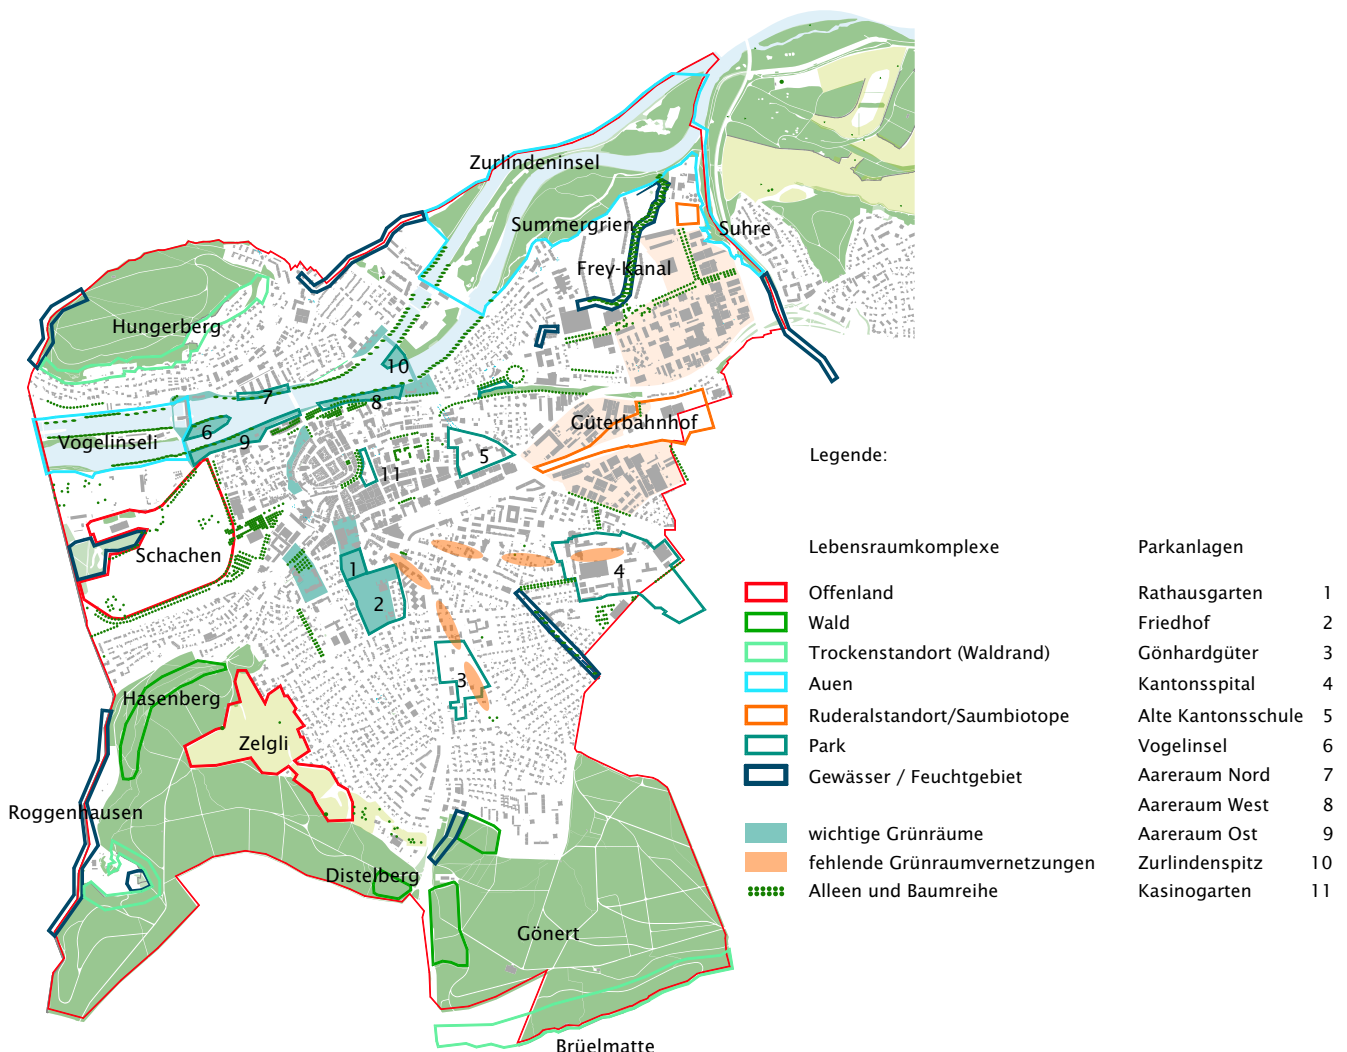 Zurlindeninsel
Summergrien
Suhre
Frey-Kanal
Hungerberg
10
7
8
6
9
Vogelinseli
Güterbahnhof
5
11
Legende:
Schachen
1
2
4
3
Hasenberg
Zelgli
Roggenhausen
Distelberg
Gönert
Brüelmatte
Lebensraumkomplexe
Offenland
Wald
Trockenstandort (Waldrand)
Auen
Ruderalstandort/Saumbiotope
Park
Gewässer / Feuchtgebiet
wichtige Grünräume
fehlende Grünraumvernetzungen
Alleen und Baumreihe
Parkanlagen
Rathausgarten 1
Friedhof 2
Gönhardgüter 3
Kantonsspital 4
Alte Kantonsschule 5
Vogelinsel 6
Aareraum Nord 7
Aareraum West 8
Aareraum Ost 9
Zurlindenspitz 10
Kasinogarten 11